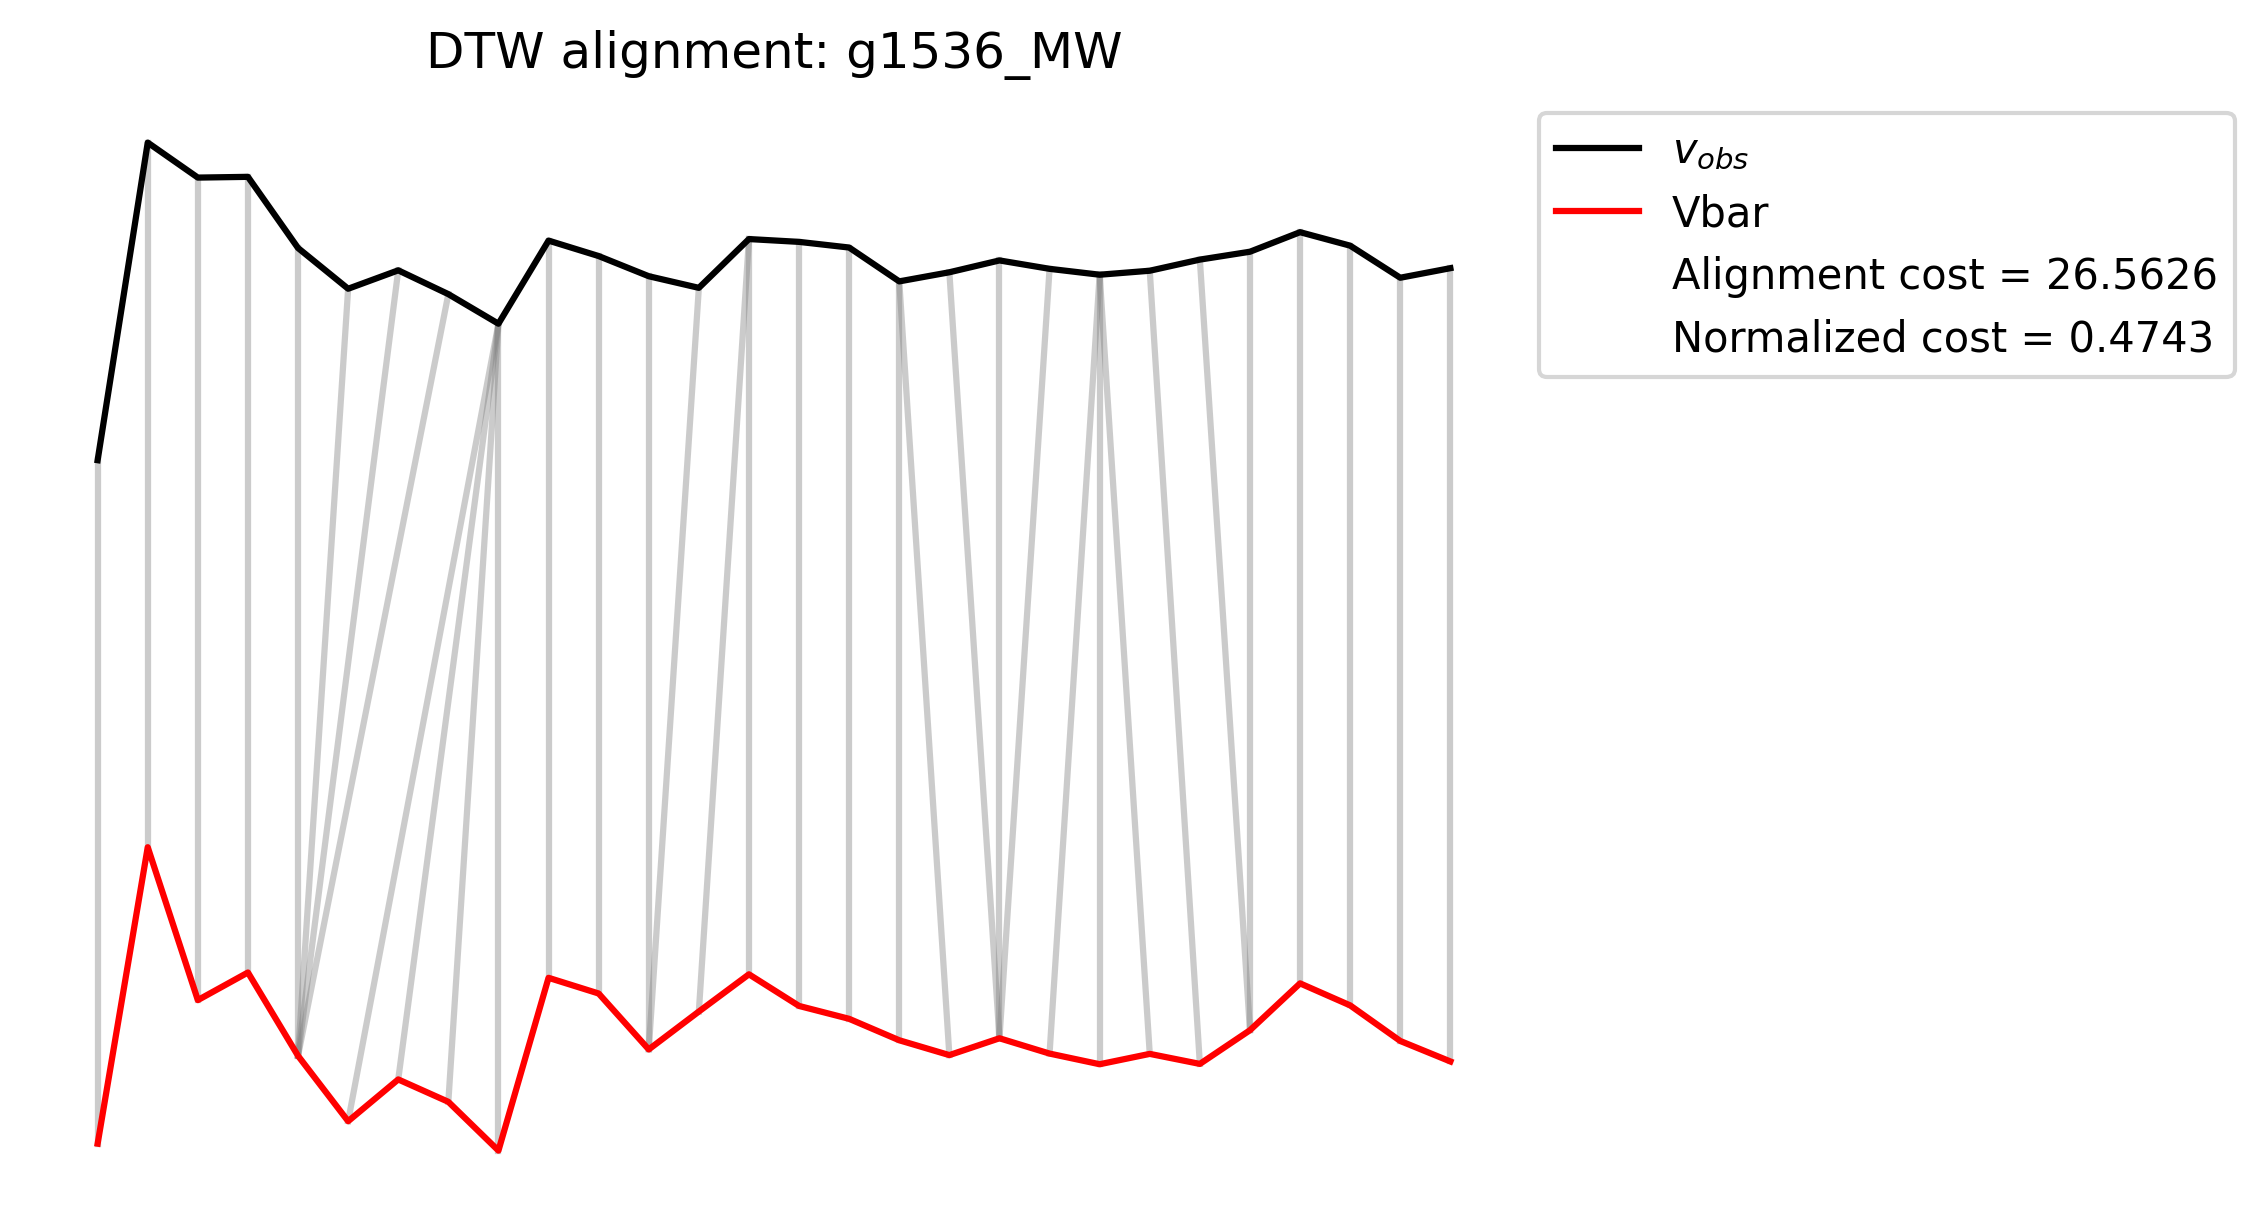 DTW alignment: g1536_MW
v_obs
Vbar
Alignment cost = 26.5626
Normalized cost = 0.4743